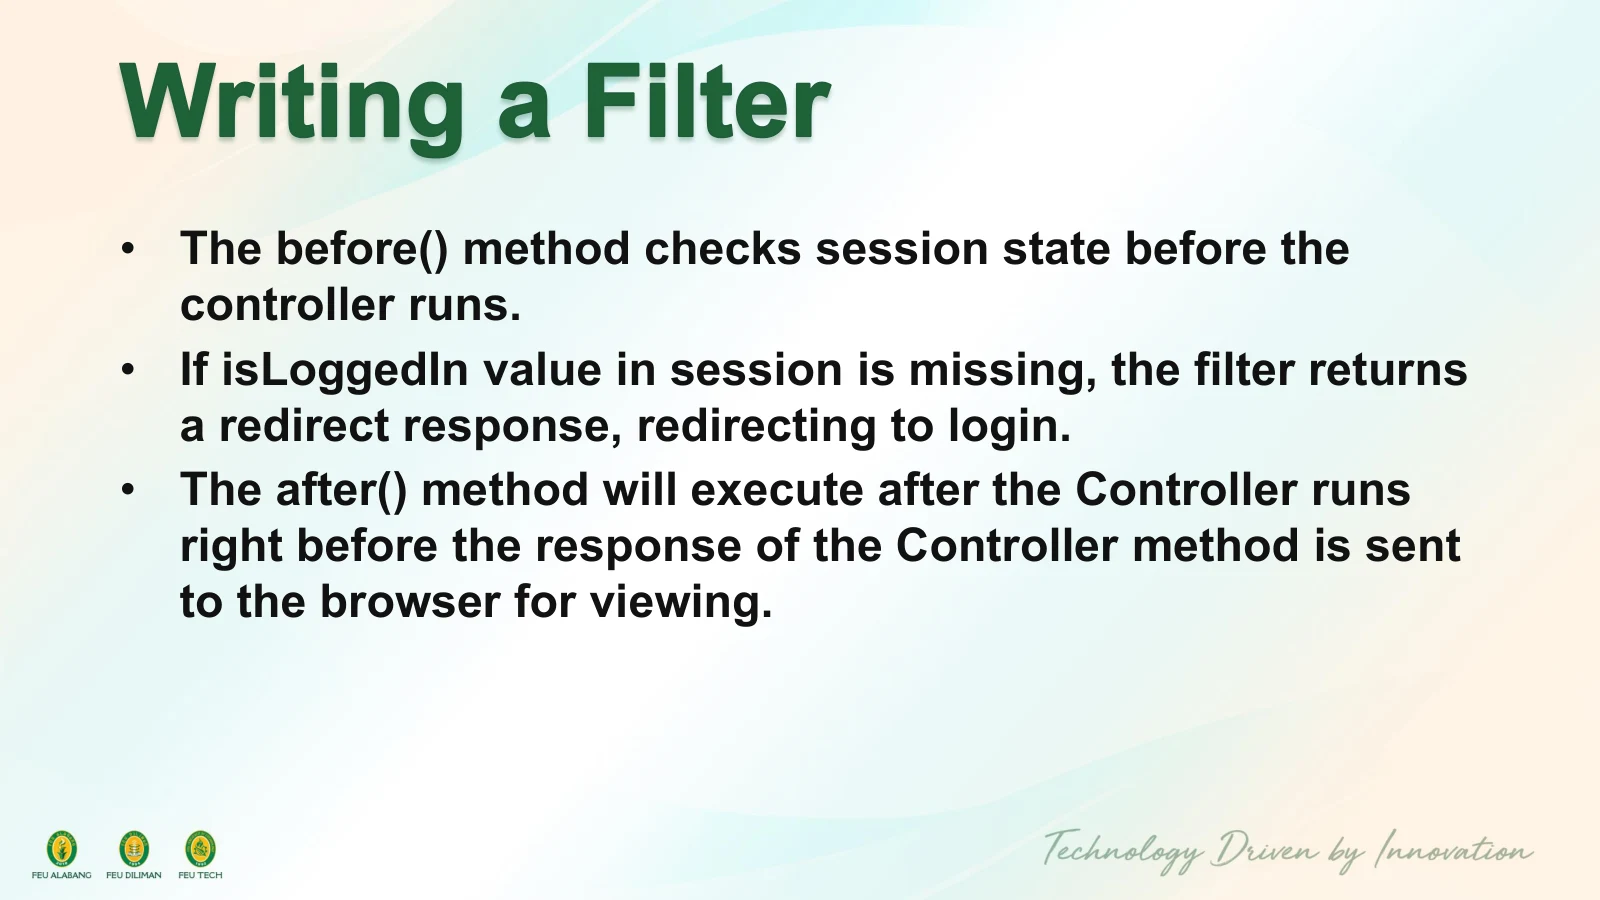 Writing a Filter
• The before() method checks session state before the
controller runs.
• If isLoggedIn value in session is missing, the filter returns
a redirect response, redirecting to login.
• The after() method will execute after the Controller runs
right before the response of the Controller method is sent
to the browser for viewing.
FEU ALABANG FEU DILIMAN FEU TECH
Technology Driven by Innovation